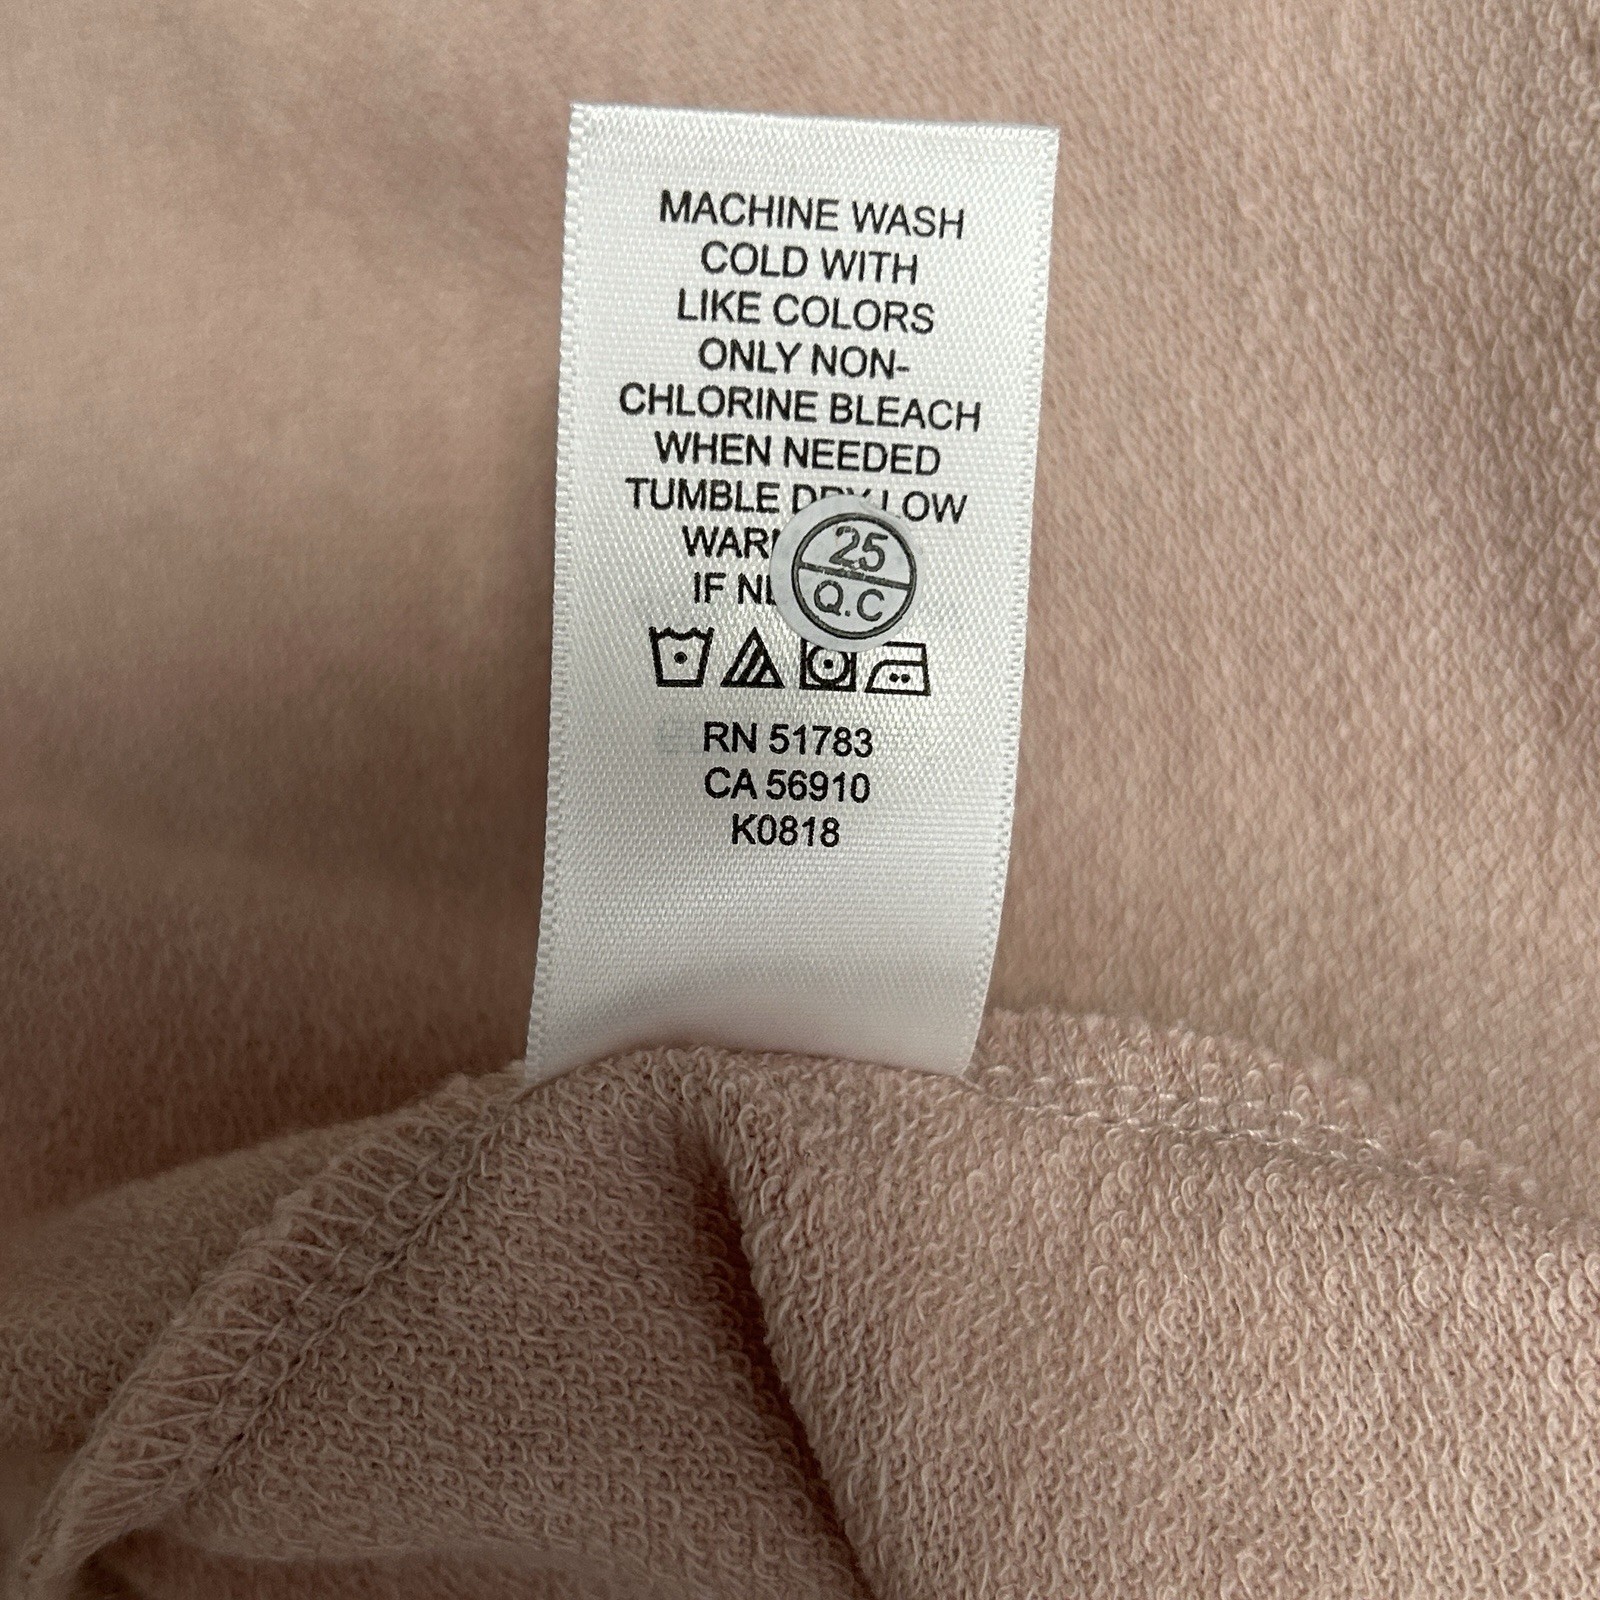 MACHINE WASH
COLD WITH
LIKE COLORS
ONLY NON-
CHLORINE BLEACH
WHEN NEEDED
TUMBLE DRY LOW
IF
25
Q.C
RN 51783
CA 56910
K0818